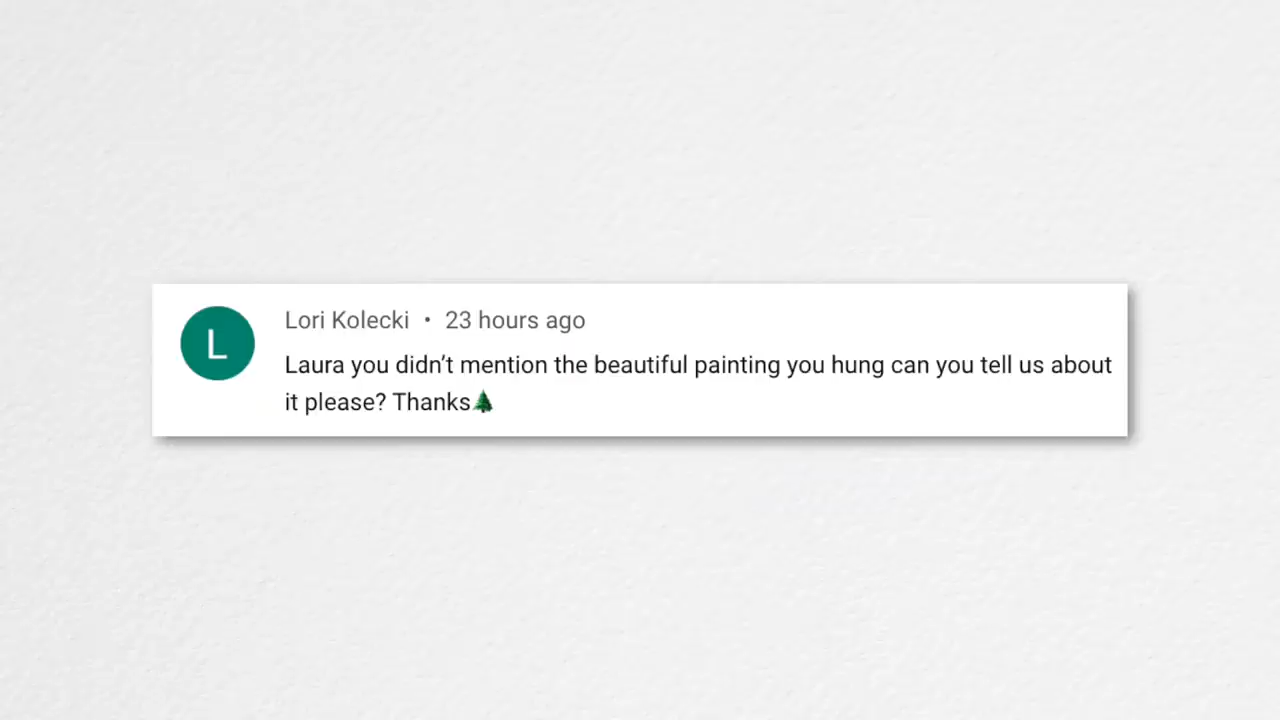 L
Lori Kolecki • 23 hours ago
Laura you didn’t mention the beautiful painting you hung can you tell us about
it please? Thanks🌲